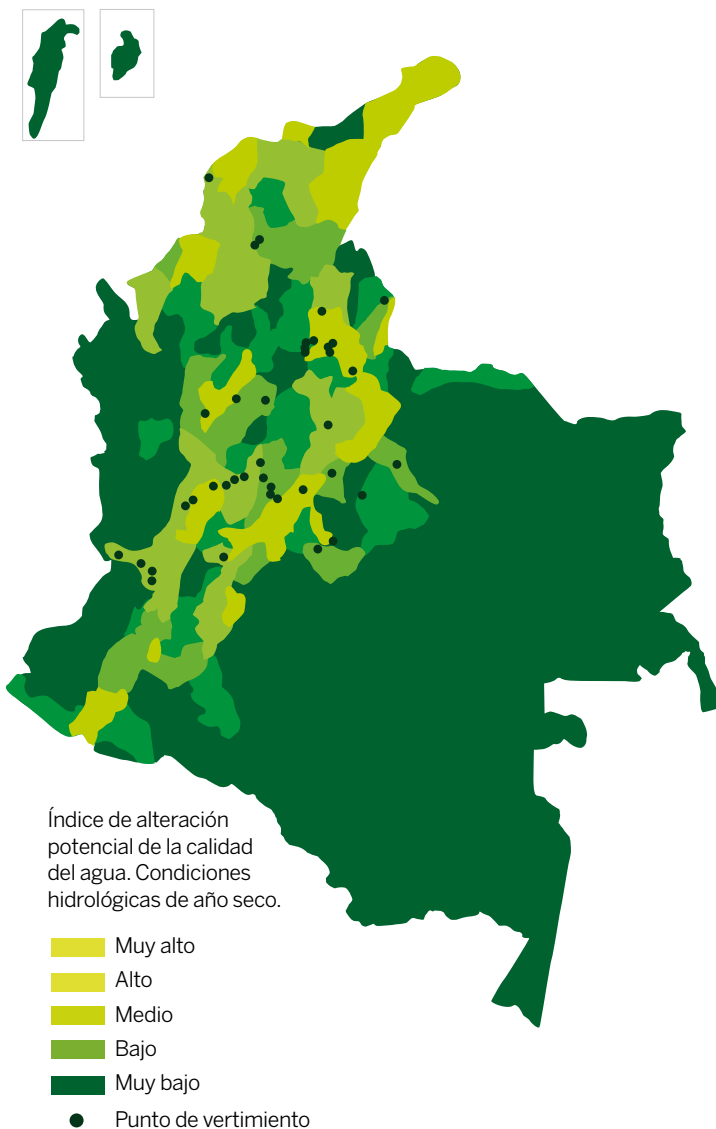 Índice de alteración
potencial de la calidad
del agua. Condiciones
hidrológicas de año seco.
Muy alto
Alto
Medio
Bajo
Muy bajo
Punto de vertimiento